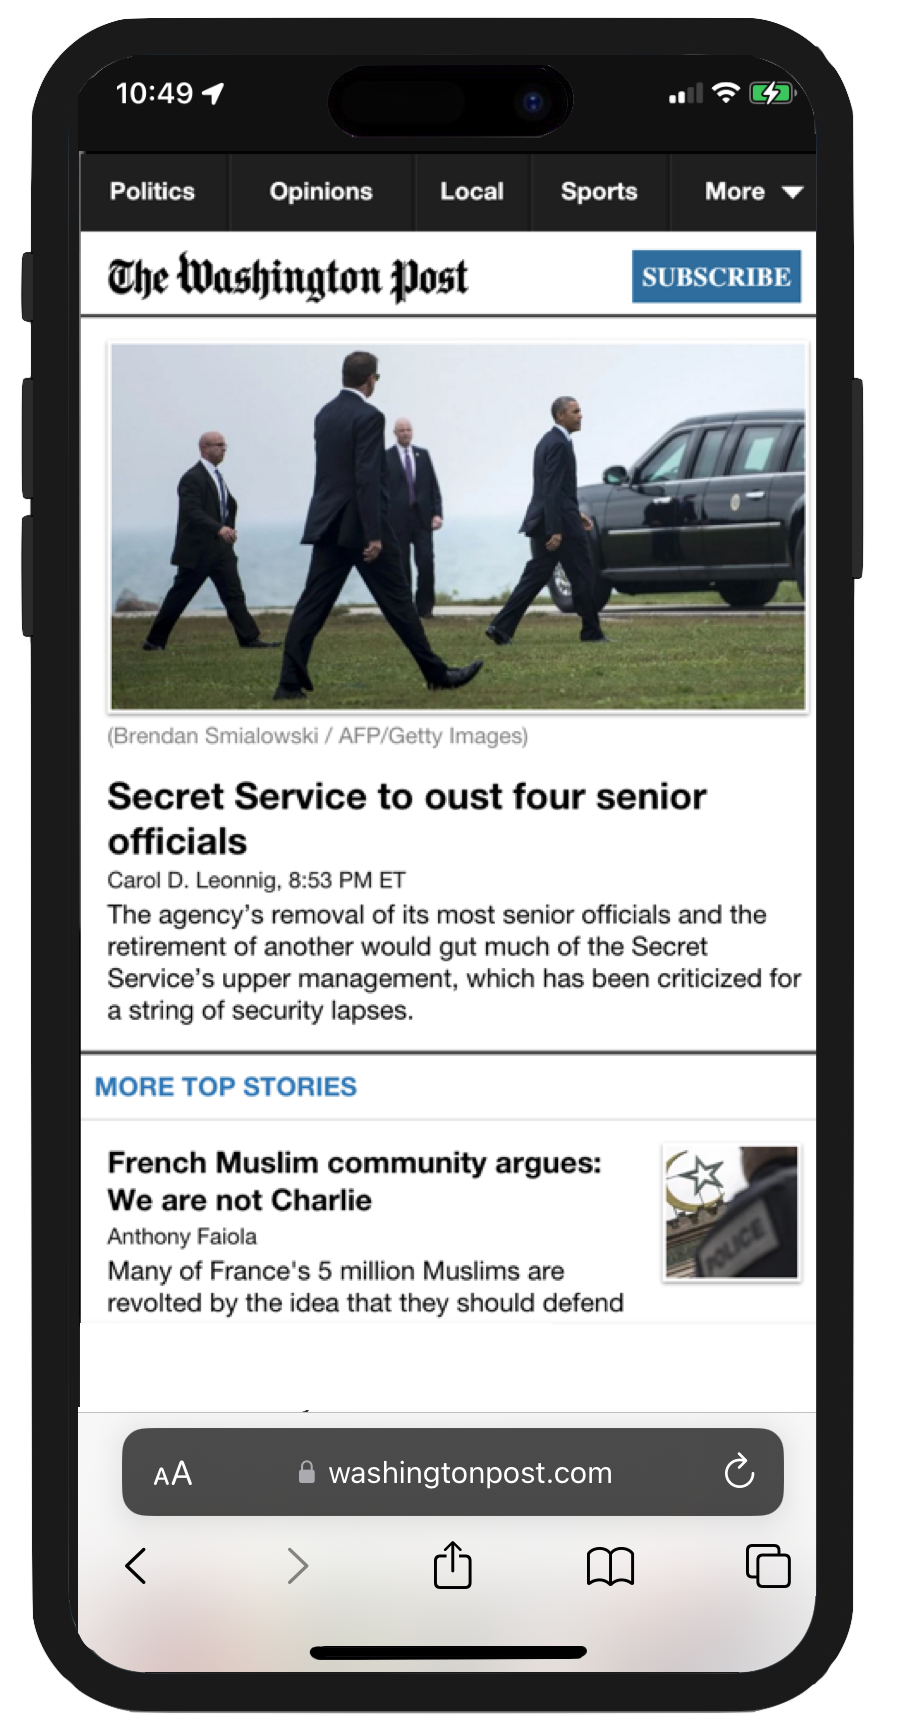 10:49
Politics Opinions Local Sports More
The Washington Post SUBSCRIBE
(Brendan Smialowski / AFP/Getty Images)
Secret Service to oust four senior
officials
Carol D. Leonnig, 8:53 PM ET
The agency's removal of its most senior officials and the
retirement of another would gut much of the Secret
Service's upper management, which has been criticized for
a string of security lapses.
MORE TOP STORIES
French Muslim community argues:
We are not Charlie
Anthony Faiola
Many of France's 5 million Muslims are
revolted by the idea that they should defend
POLICE
AA washingtonpost.com